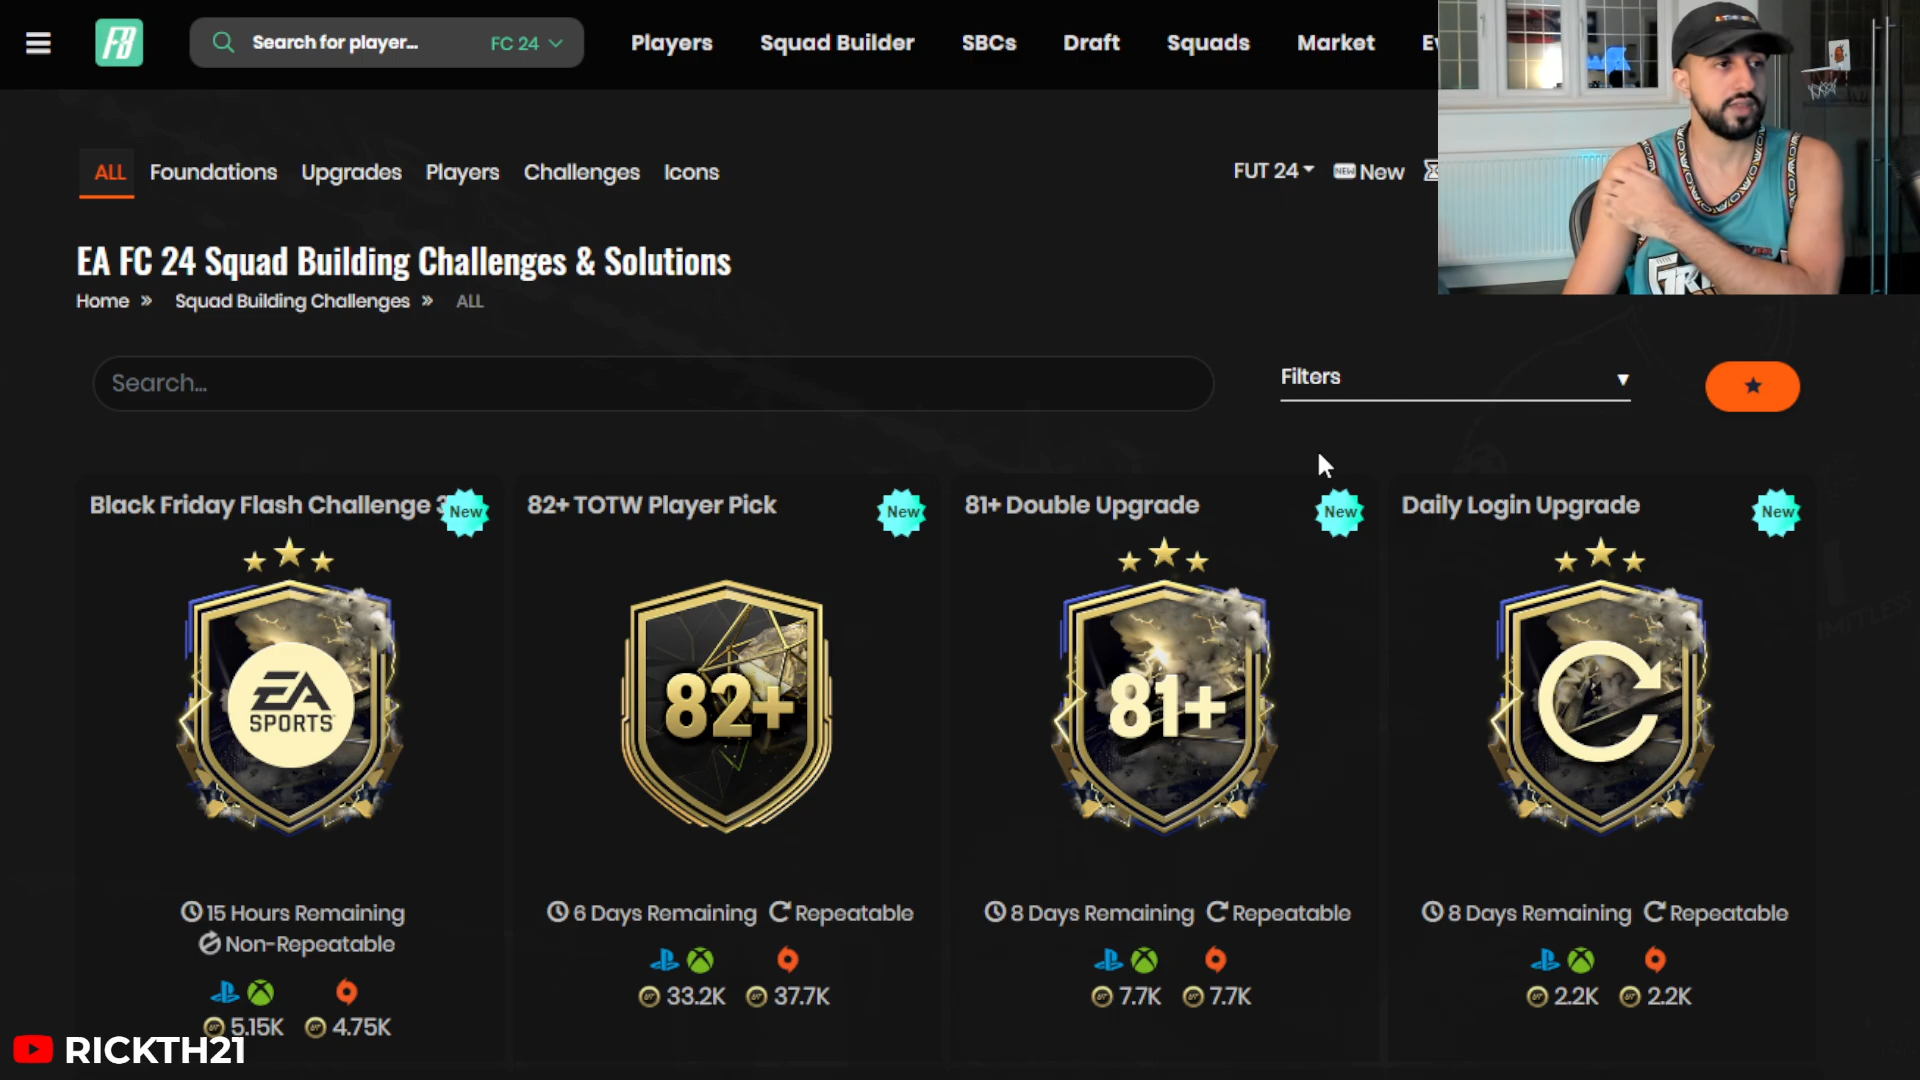 Search for player... FC 24 Players Squad Builder SBCs Draft Squads Market
ALL Foundations Upgrades Players Challenges Icons FUT 24 NEW New
EA FC 24 Squad Building Challenges & Solutions
Home » Squad Building Challenges » ALL
Search...
Filters
Black Friday Flash Challenge 3 New
EA SPORTS
15 Hours Remaining
Non-Repeatable
5.15K 4.75K
82+ TOTW Player Pick New
82+
6 Days Remaining Repeatable
33.2K 37.7K
81+ Double Upgrade New
81+
8 Days Remaining Repeatable
7.7K 7.7K
Daily Login Upgrade New
8 Days Remaining Repeatable
2.2K 2.2K
RICKTH21